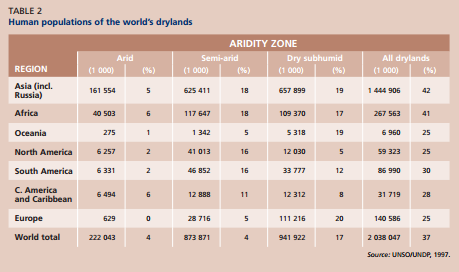 TABLE 2
Human populations of the world's drylands
ARIDITY ZONE
Arid Semi-arid Dry subhumid All drylands
REGION (1 000) (%) (1 000) (%) (1 000) (%) (1 000) (%)
Asia (incl.
Russia) 161 554 5 625 411 18 657 899 19 1 444 906 42
Africa 40 503 6 117 647 18 109 370 17 267 563 41
Oceania 275 1 1 342 5 5 318 19 6 960 25
North America 6 257 2 41 013 16 12 030 5 59 323 25
South America 6 331 2 46 852 16 33 777 12 86 990 30
C. America
and Caribbean 6 494 6 12 888 11 12 312 8 31 719 28
Europe 629 0 28 716 5 111 216 20 140 586 25
World total 222 043 4 873 871 4 941 922 17 2 038 047 37
Source: UNSO/UNDP, 1997.